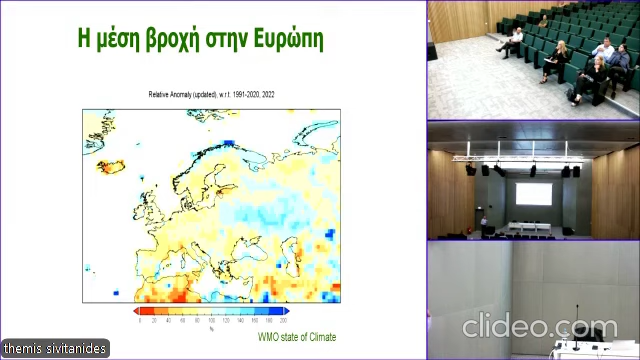 Η μέση βροχή στην Ευρώπη
Relative Anomaly (updated), w.r.t. 1991-2020, 2022
0 20 40 60 80 100 120 140 160 180 200
%
WMO state of Climate
themis sivitanides
clideo.com